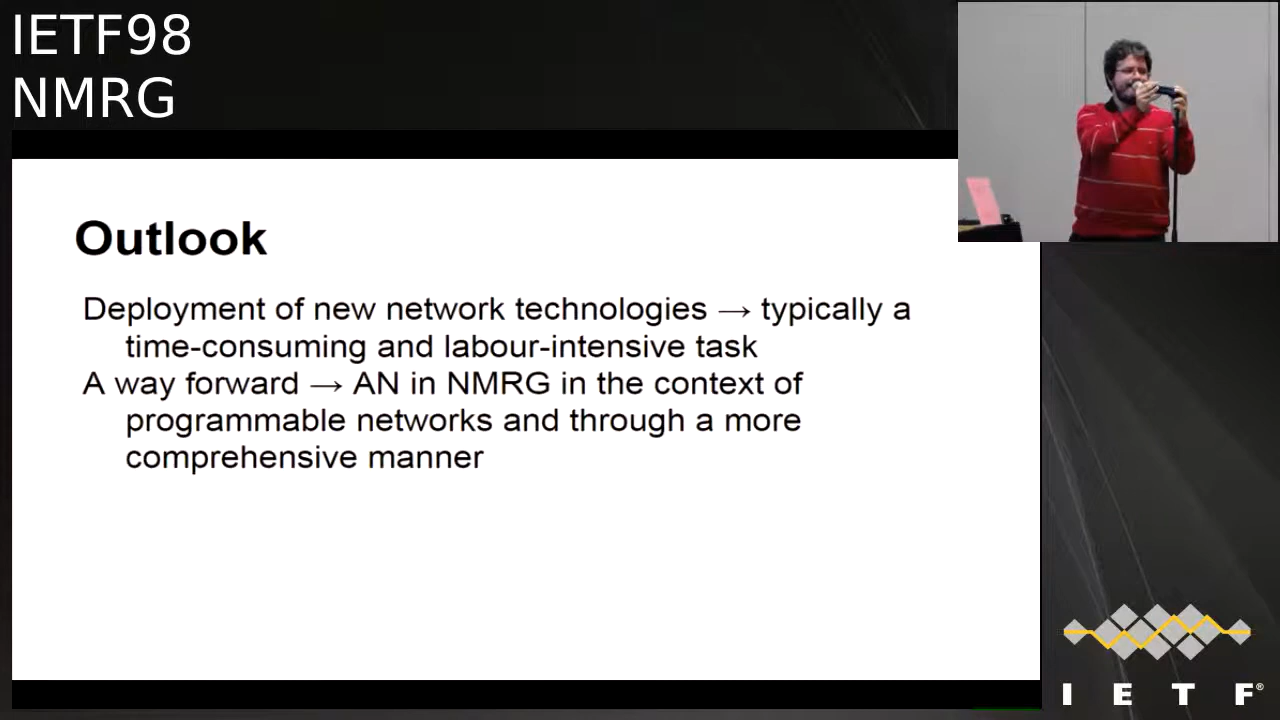 IETF98
NMRG
Outlook
Deployment of new network technologies → typically a
time-consuming and labour-intensive task
A way forward → AN in NMRG in the context of
programmable networks and through a more
comprehensive manner
I E T F®